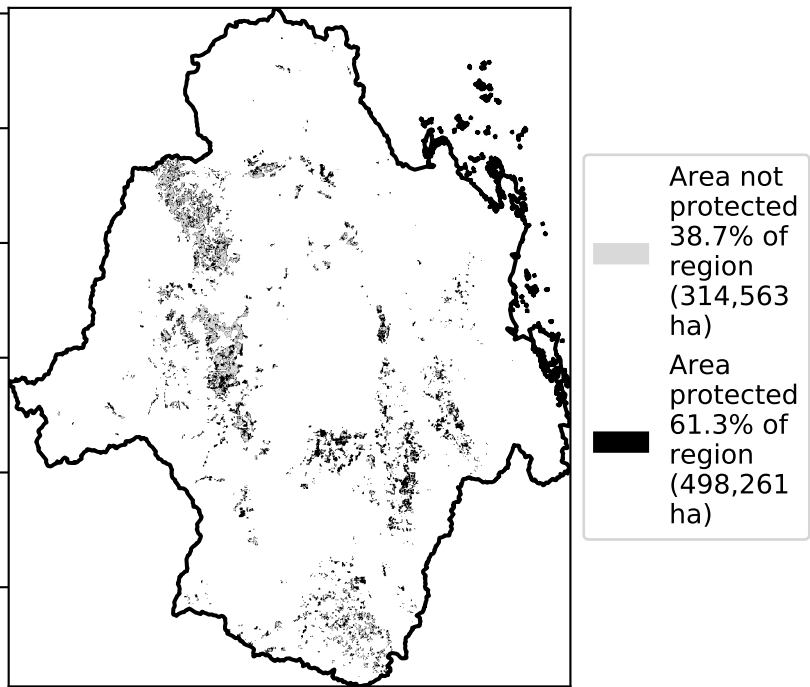 Area not
protected
38.7% of
region
(314,563
ha)
Area
protected
61.3% of
region
(498,261
ha)